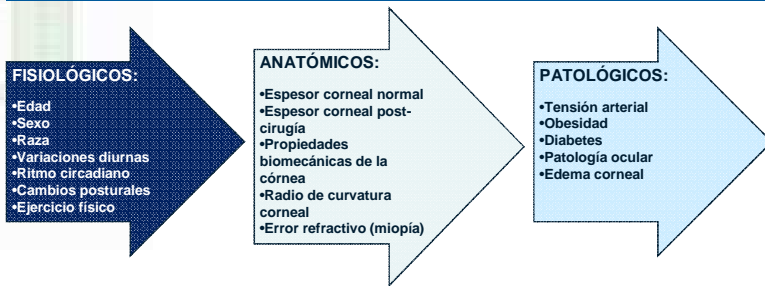 FISIOLÓGICOS:
•Edad
•Sexo
•Raza
•Variaciones diurnas
•Ritmo circadiano
•Cambios posturales
•Ejercicio físico
ANATÓMICOS:
•Espesor corneal normal
•Espesor corneal post-
cirugía
•Propiedades
biomecánicas de la
córnea
•Radio de curvatura
corneal
•Error refractivo (miopía)
PATOLÓGICOS:
•Tensión arterial
•Obesidad
•Diabetes
•Patología ocular
•Edema corneal